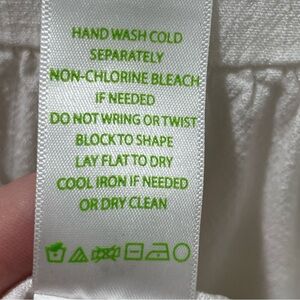 HAND WASH COLD
SEPARATELY
NON-CHLORINE BLEACH
IF NEEDED
DO NOT WRING OR TWIST
BLOCK TO SHAPE
LAY FLAT TO DRY
COOL IRON IF NEEDED
OR DRY CLEAN